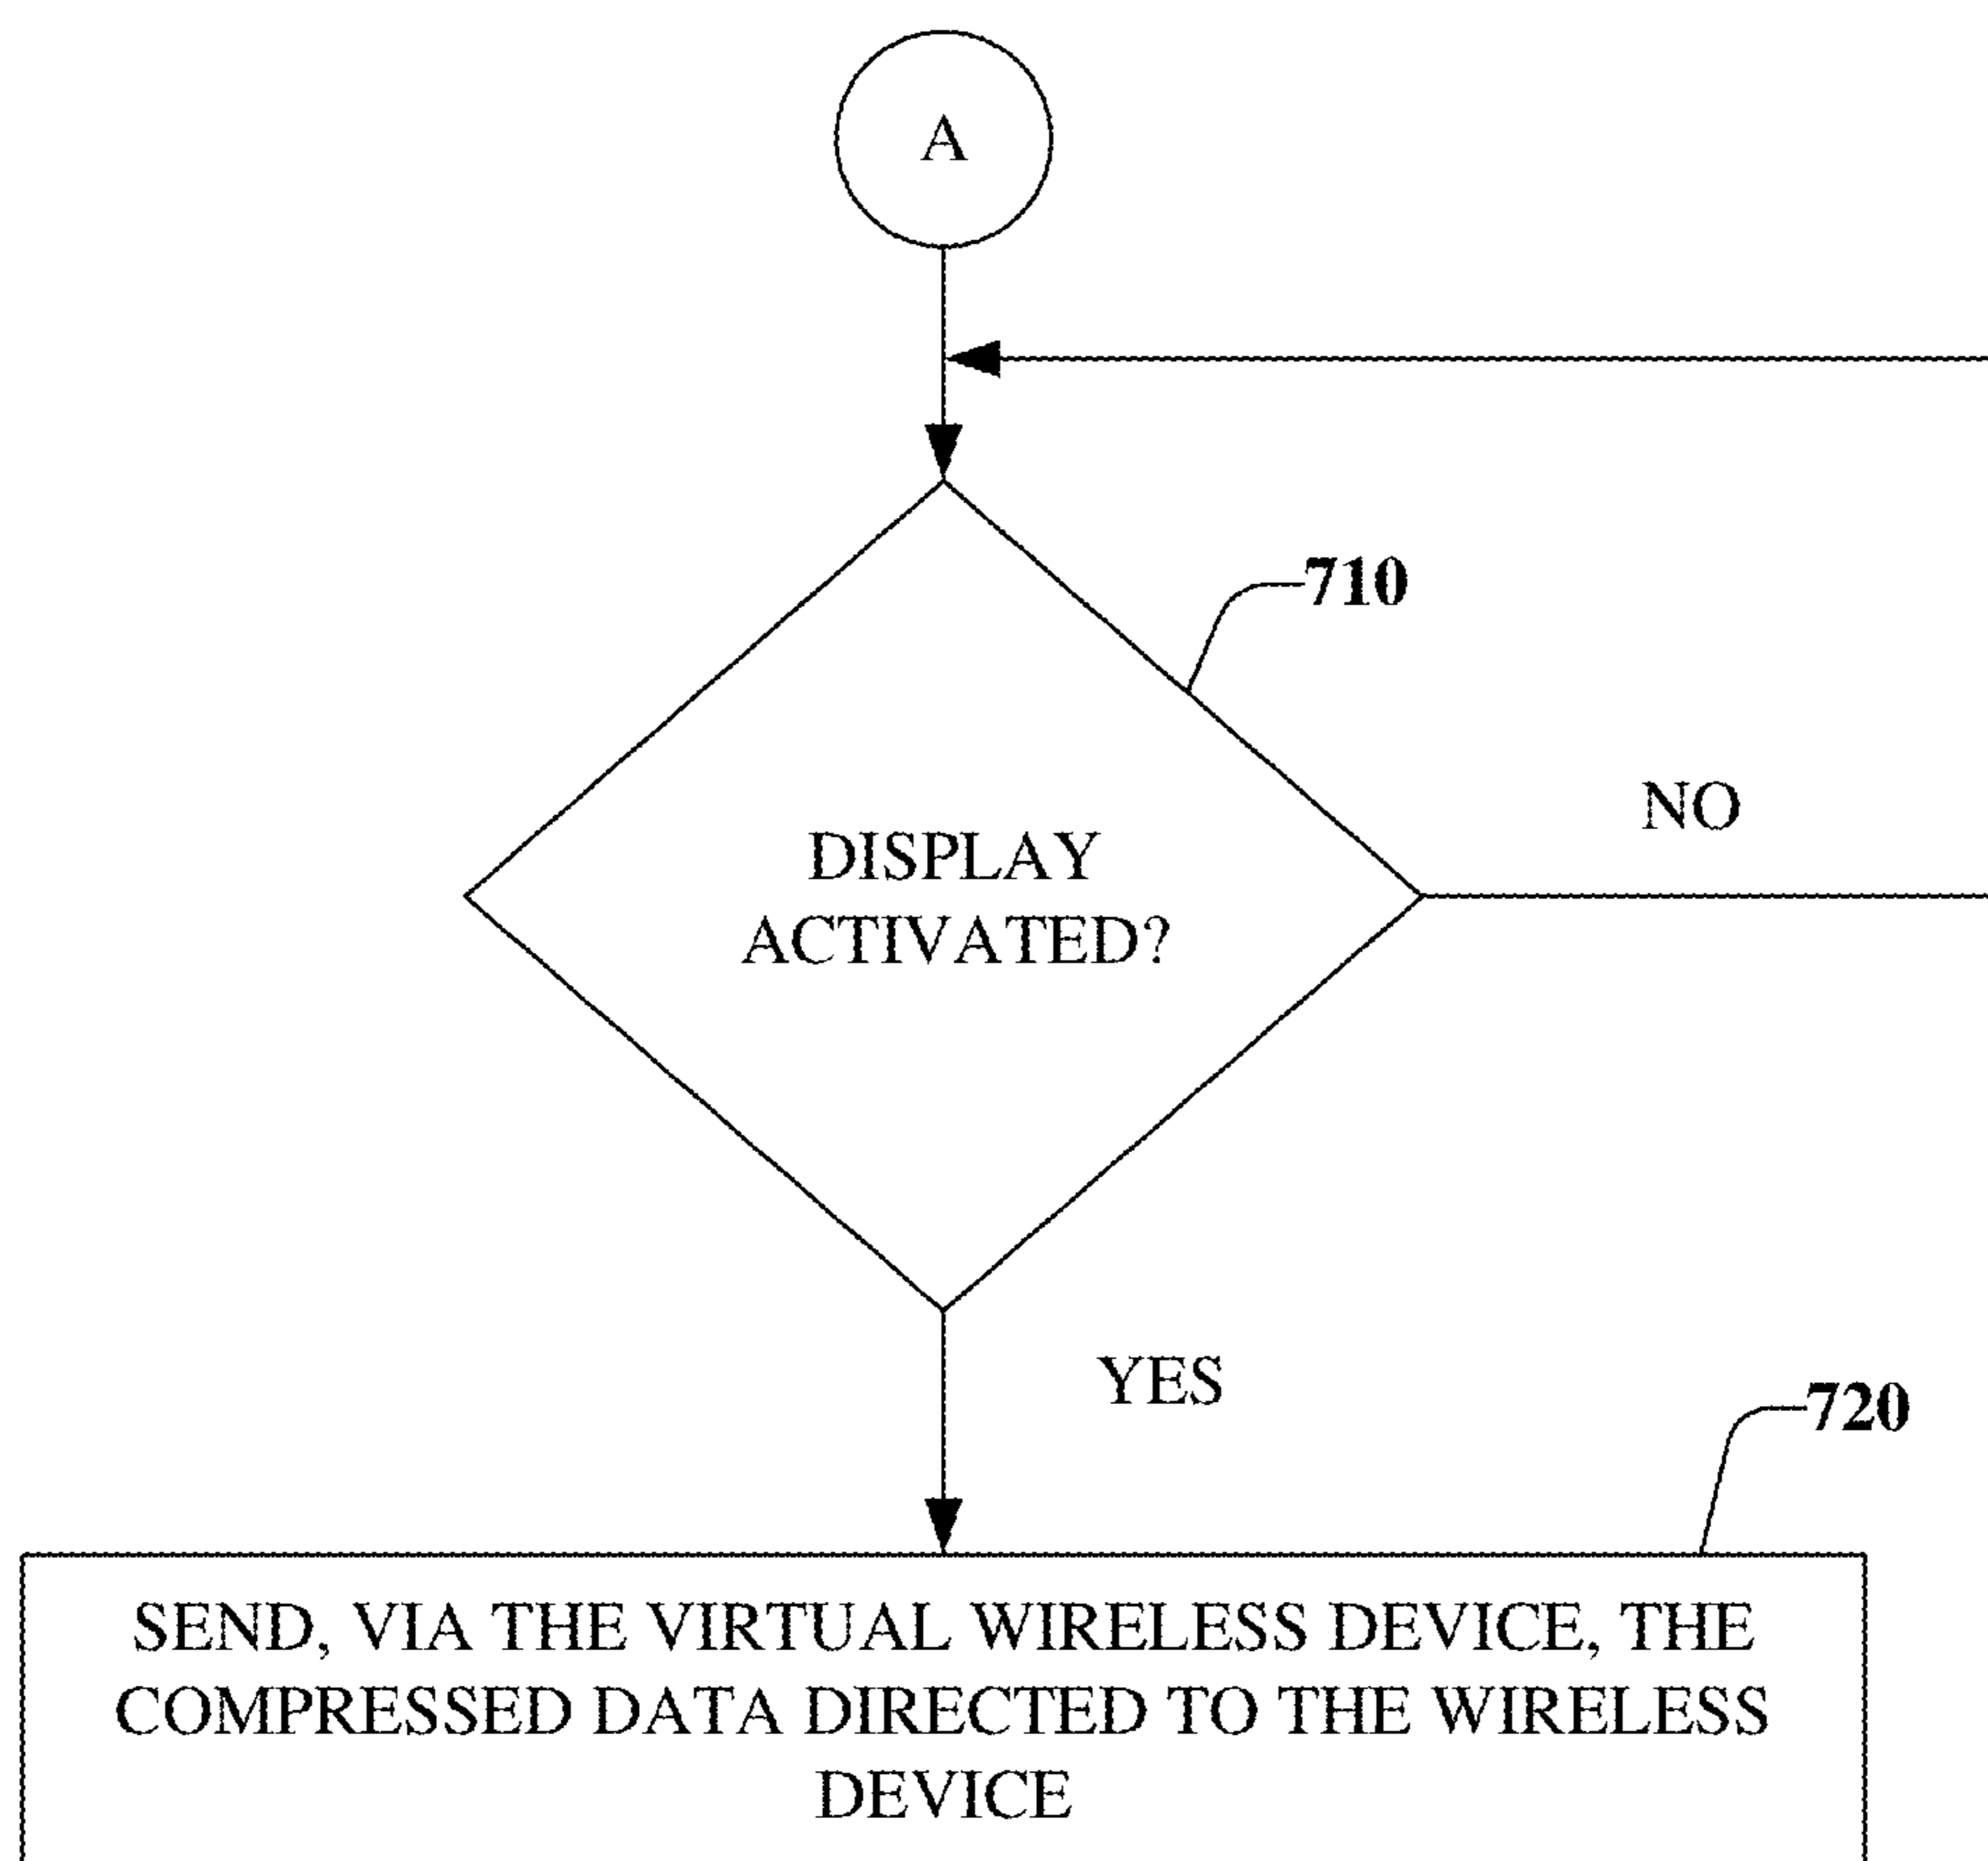 A
710
DISPLAY
ACTIVATED?
NO
YES
720
SEND, VIA THE VIRTUAL WIRELESS DEVICE, THE
COMPRESSED DATA DIRECTED TO THE WIRELESS
DEVICE